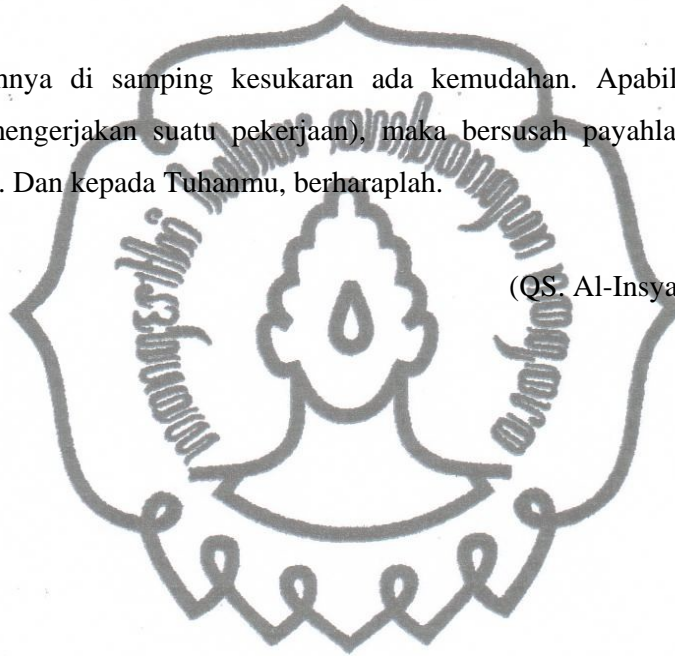 hnya di samping kesukaran ada kemudahan. Apabil
mengerjakan suatu pekerjaan), maka bersusah payahla
. Dan kepada Tuhanmu, berharaplah.
(QS. Al-Insya